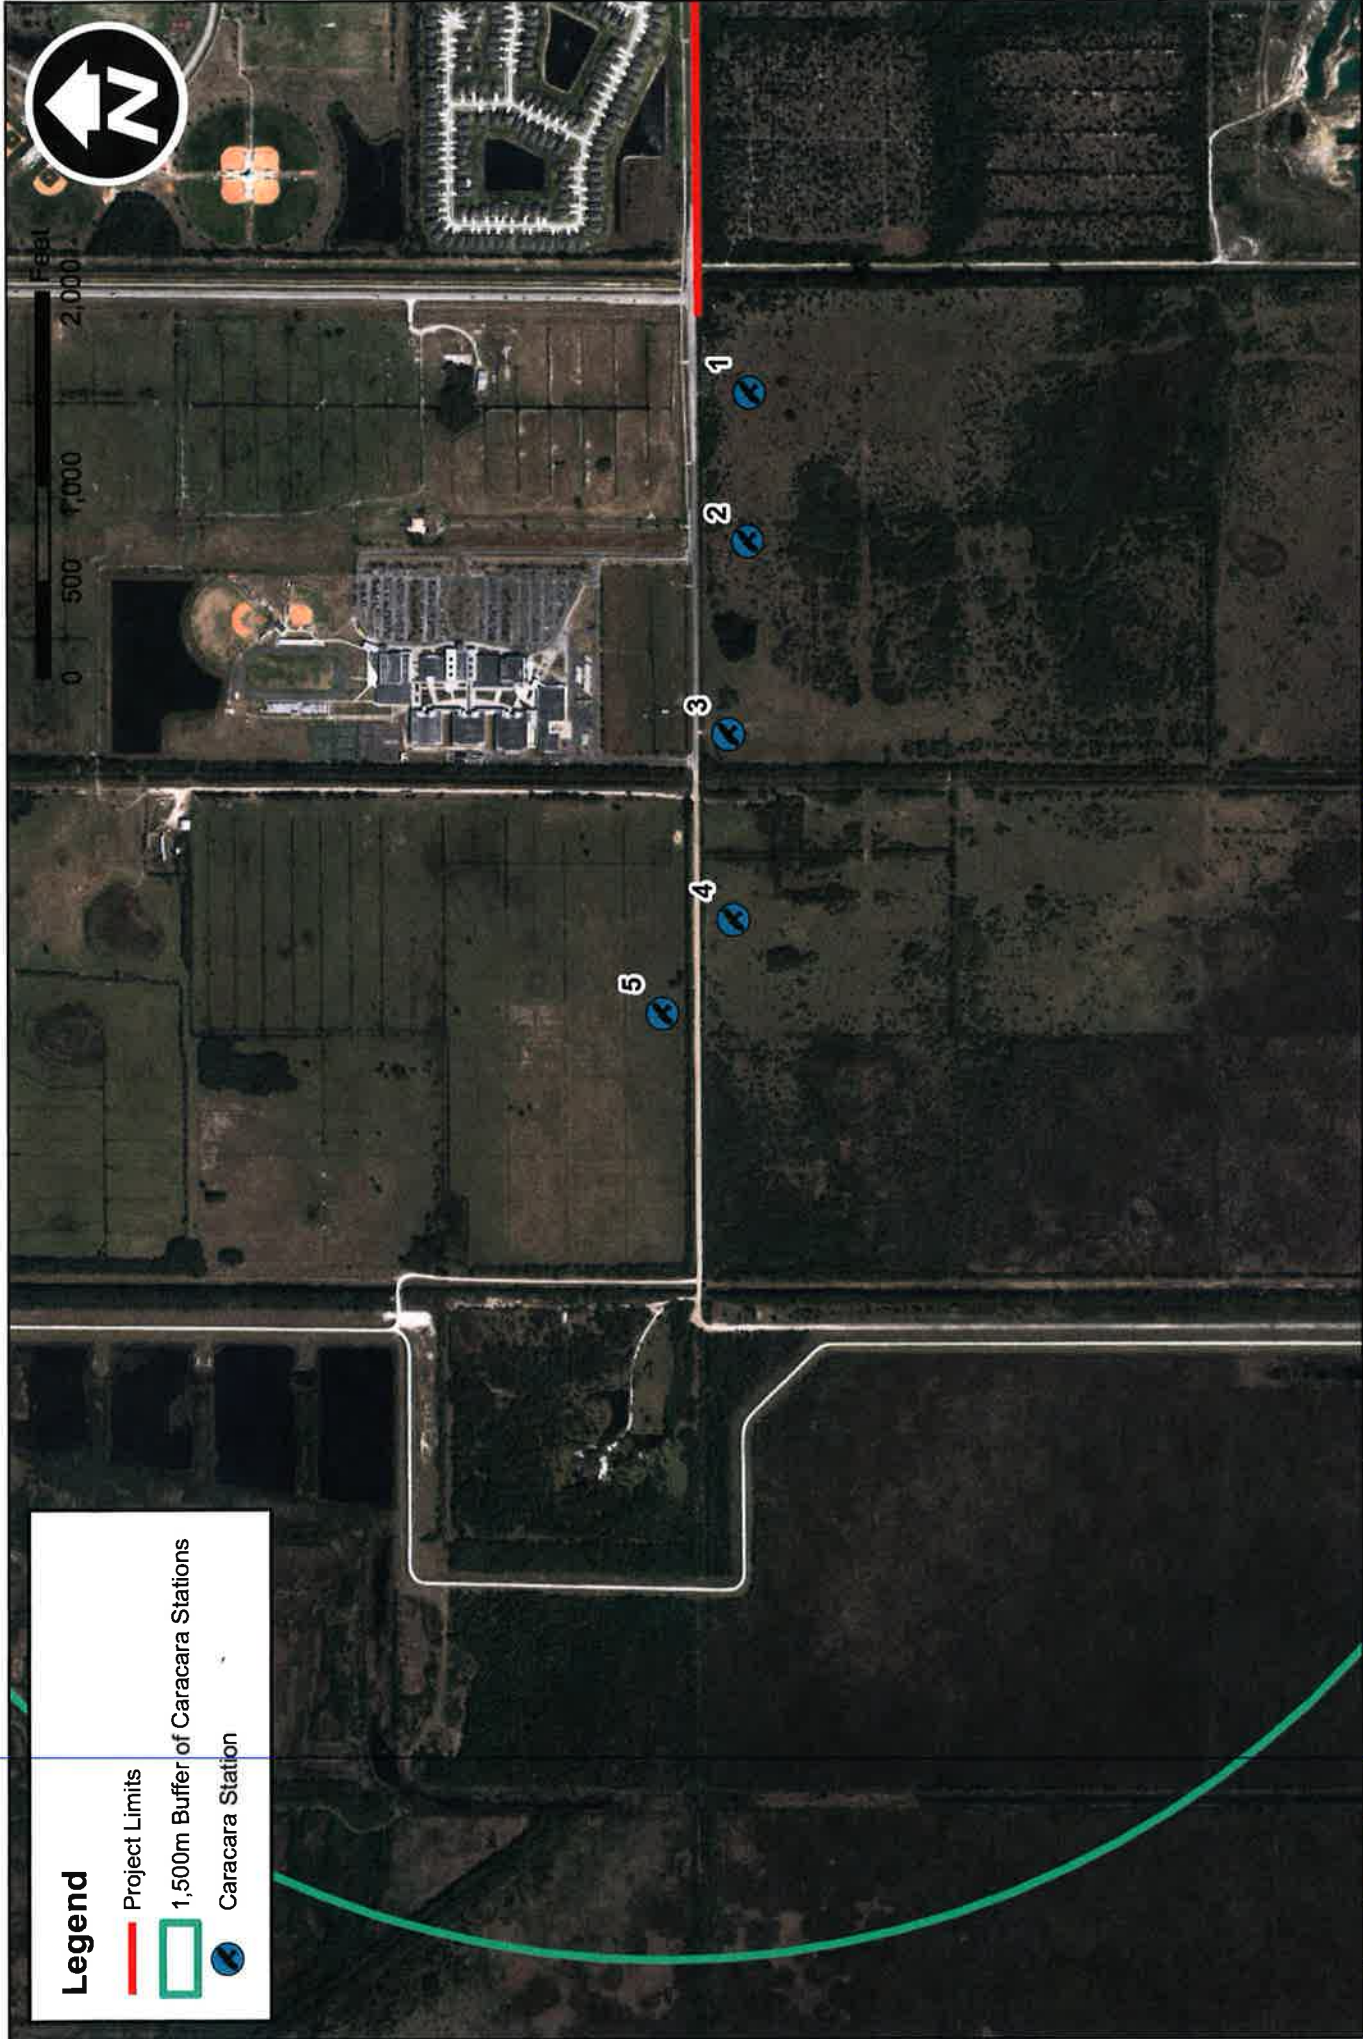 Legend
Project Limits
1,500m Buffer of Caracara Stations
Caracara Station
N
0 500 1,000 2,000
Feet
5
4
3
2
1